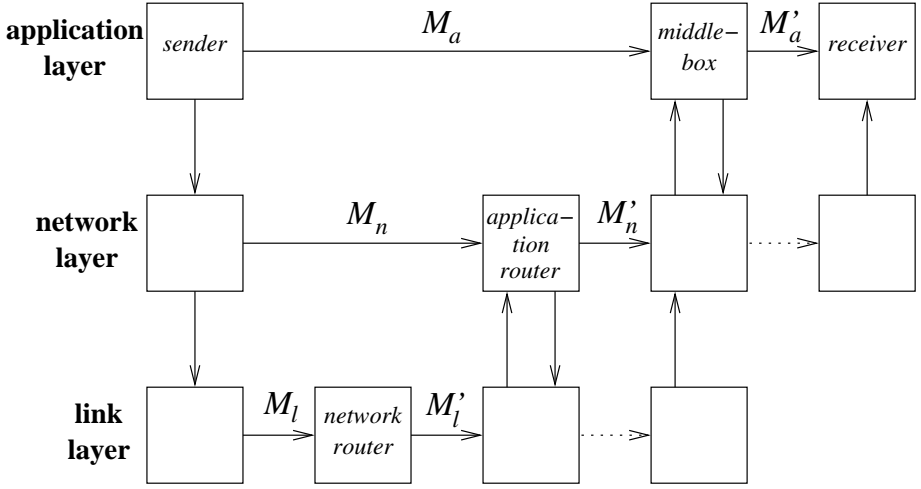 application
layer
sender
M_a
middle-
box
M'_a
receiver
network
layer
M_n
applica-
tion
router
M'_n
link
layer
M_l
network
router
M'_l